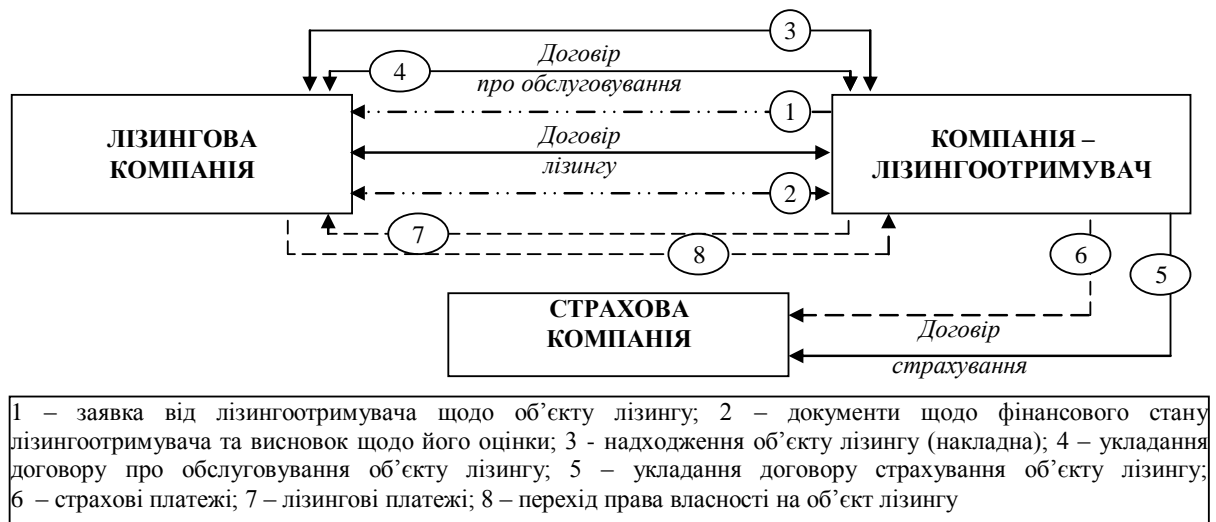 3
Договір
4
про обслуговування
1
ЛІЗИНГОВА
КОМПАНІЯ
Договір
лізингу
КОМПАНІЯ –
ЛІЗИНГООТРИМУВАЧ
2
7
8
6
5
СТРАХОВА
КОМПАНІЯ
Договір
страхування
1 – заявка від лізингоотримувача щодо об’єкту лізингу; 2 – документи щодо фінансового стану
лізингоотримувача та висновок щодо його оцінки; 3 - надходження об’єкту лізингу (накладна); 4 – укладання
договору про обслуговування об’єкту лізингу; 5 – укладання договору страхування об’єкту лізингу;
6 – страхові платежі; 7 – лізингові платежі; 8 – перехід права власності на об’єкт лізингу